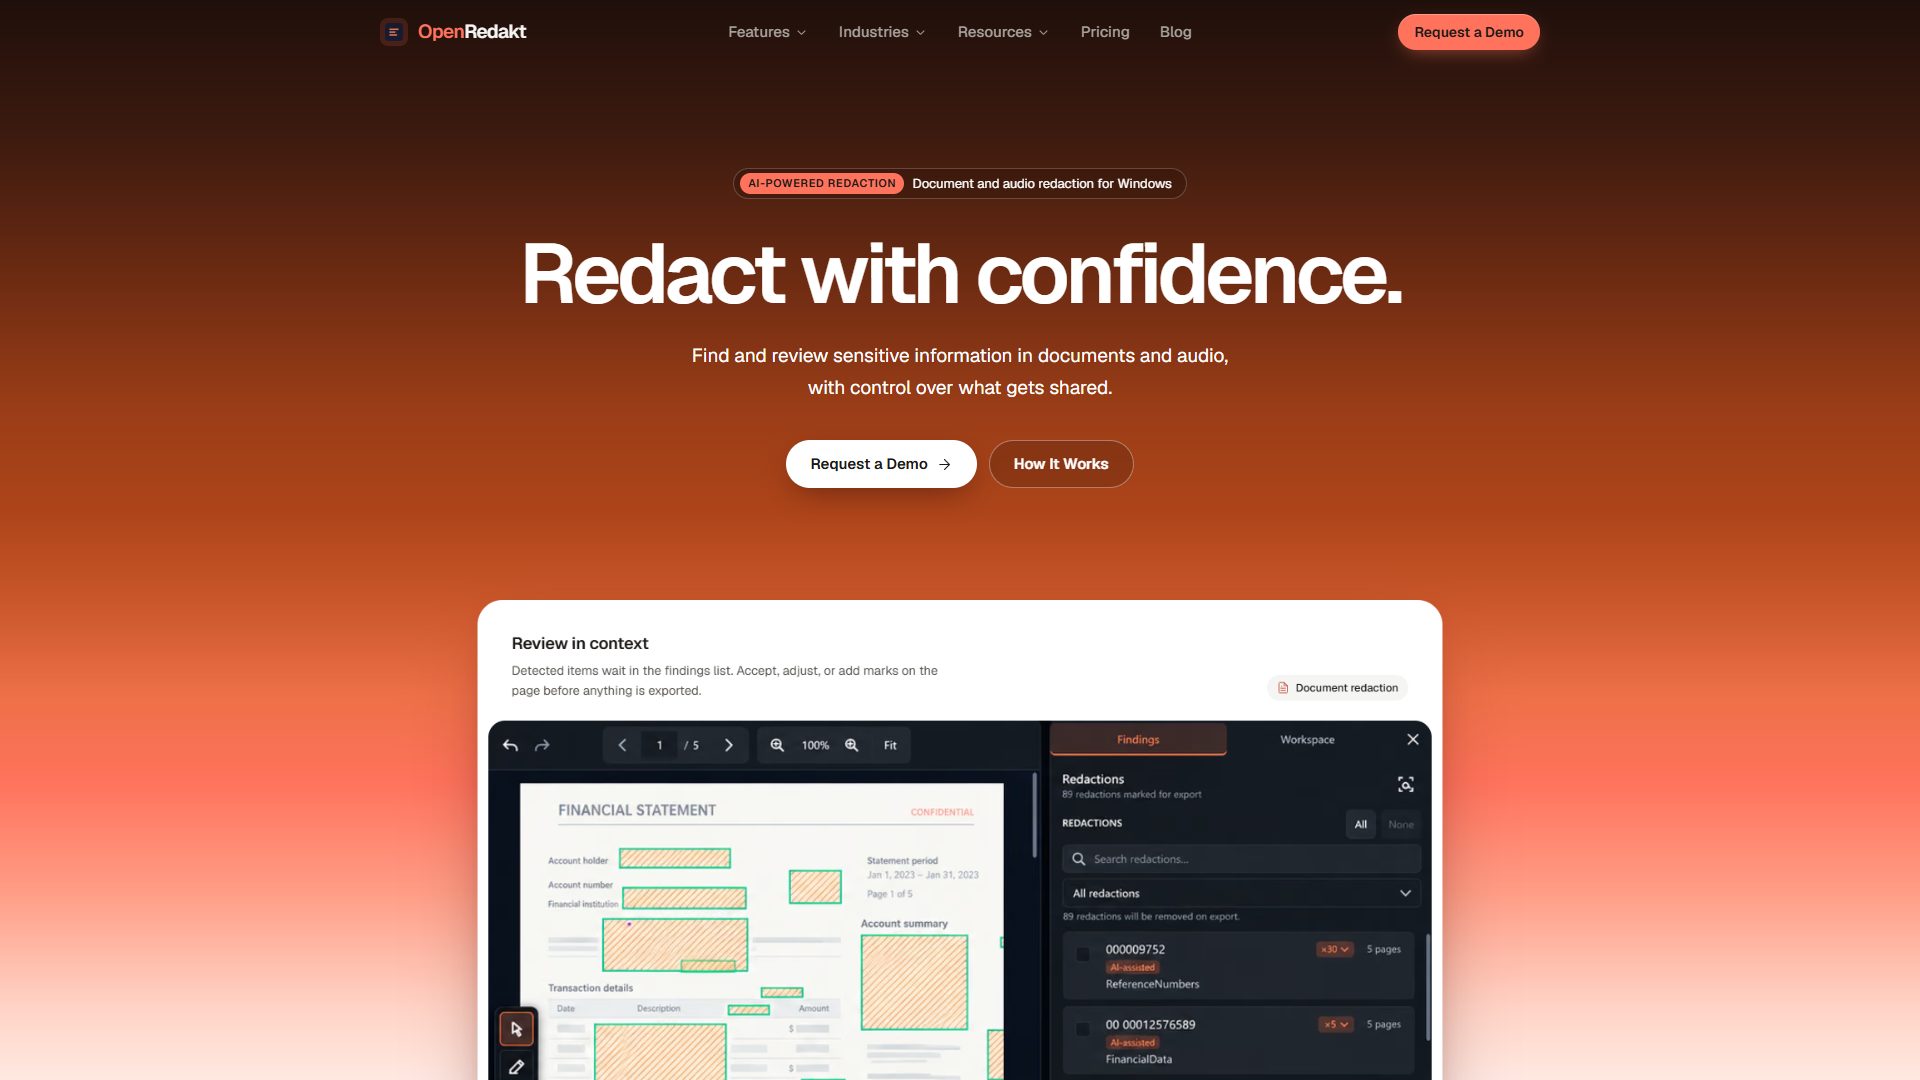 OpenRedakt
Features
Industries
Resources
Pricing
Blog
Request a Demo
AI-POWERED REDACTION Document and audio redaction for Windows
Redact with confidence.
Find and review sensitive information in documents and audio,
with control over what gets shared.
Request a Demo
How It Works
Review in context
Detected items wait in the findings list. Accept, adjust, or add marks on the
page before anything is exported.
Document redaction
1 / 5
100%
Fit
FINANCIAL STATEMENT
CONFIDENTIAL
Account holder
Account number
Financial institution
Statement period
Jan 1, 2023 – Jan 31, 2023
Page 1 of 5
Account summary
Transaction details
Date Description Amount
$
$
Findings
Workspace
Redactions
89 redactions marked for export
REDACTIONS
All
None
Search redactions...
All redactions
89 redactions will be removed on export.
000009752
×30
5 pages
AI-assisted
ReferenceNumbers
00 00012576589
×5
5 pages
AI-assisted
FinancialData